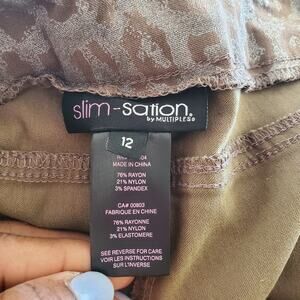 slim-sation®
by MULTIPLES®
12
MADE IN CHINA
76% RAYON
21% NYLON
3% SPANDEX
CA# 00803
FABRIQUE EN CHINE
76% RAYONNE
21% NYLON
3% ELASTOMERE
SEE REVERSE FOR CARE
VOIR LES INSTRUCTIONS
SUR L'INVERSE